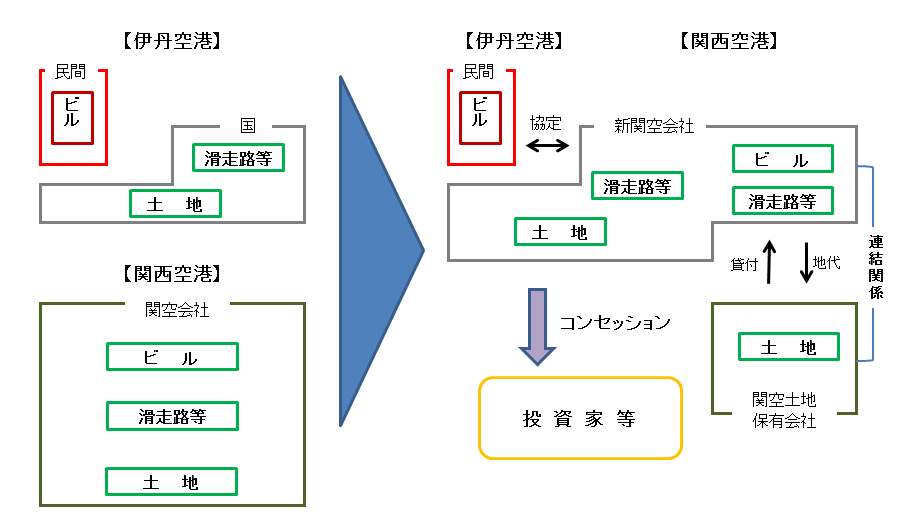 【伊丹空港】
民間
ビル
国
滑走路等
土 地
【関西空港】
関空会社
ビ ル
滑走路等
土 地
【伊丹空港】
【関西空港】
民間
ビル
協定
新関空会社
ビ ル
滑走路等
滑走路等
土 地
貸付
地代
連結関係
コンセッション
投 資 家 等
土 地
関空土地
保有会社